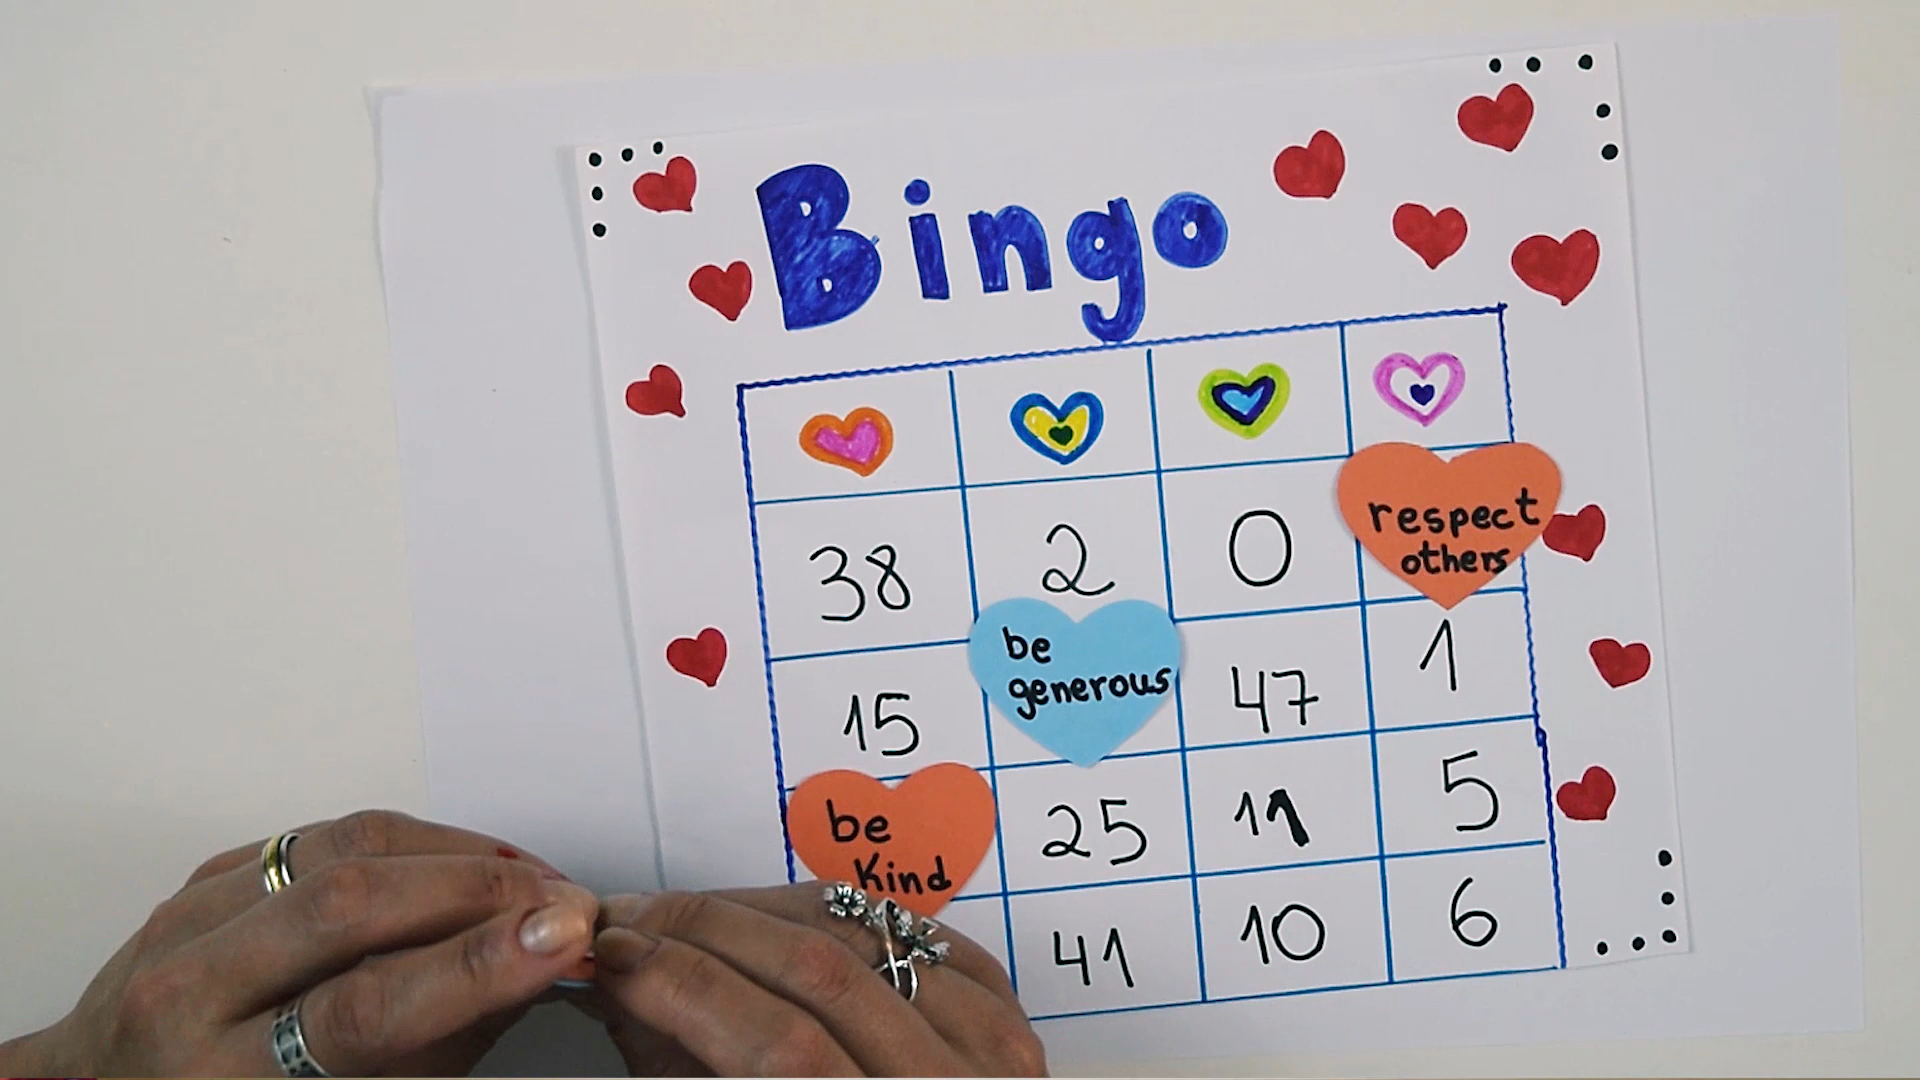 Bingo
38 2 0 respect
others
15 be
generous 47 1
be
Kind 25 11 5
41 10 6